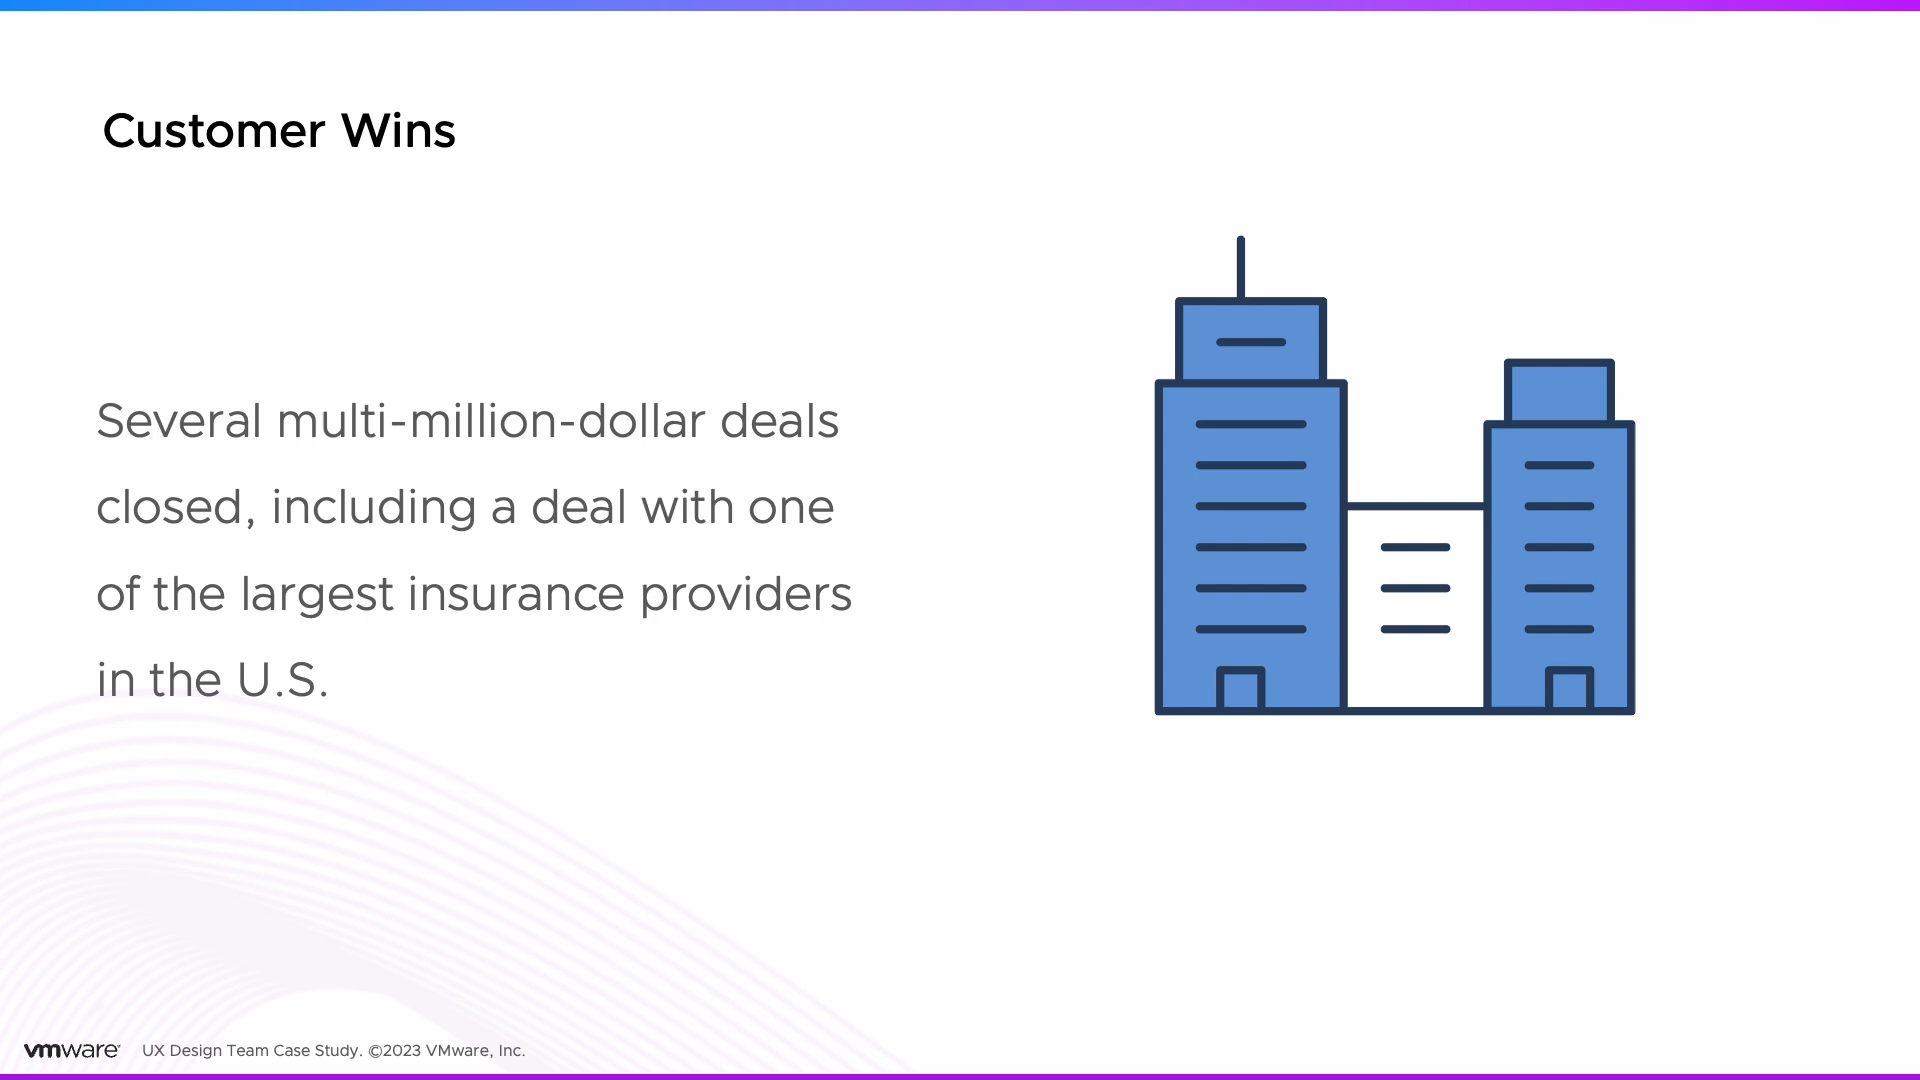 Customer Wins
Several multi-million-dollar deals
closed, including a deal with one
of the largest insurance providers
in the U.S.
vmware UX Design Team Case Study. ©2023 VMware, Inc.